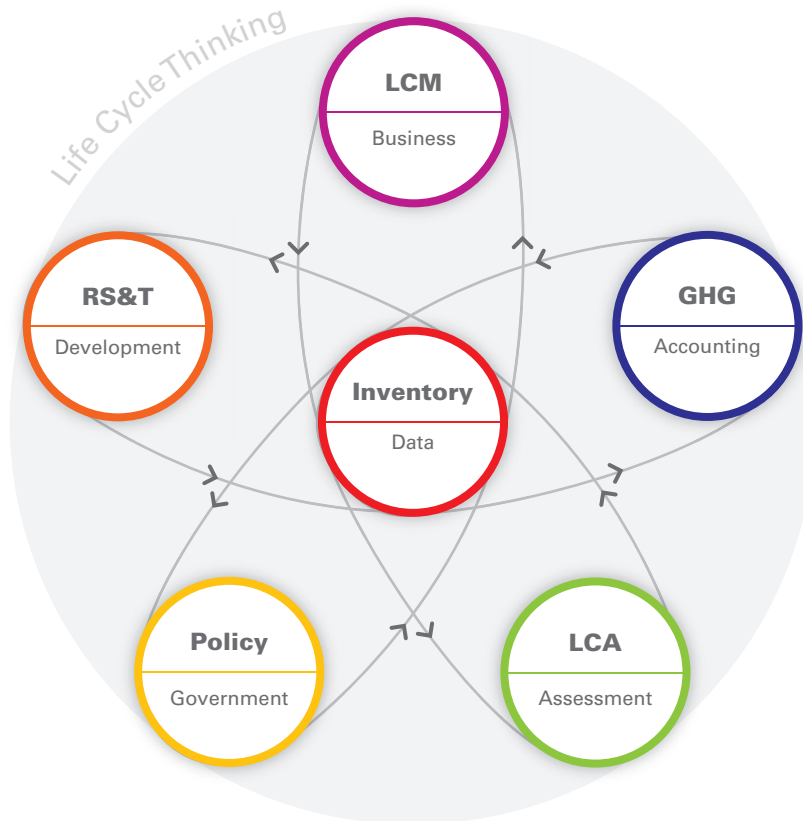 Life Cycle Thinking
LCM
Business
RS&T
Development
GHG
Accounting
Inventory
Data
Policy
Government
LCA
Assessment